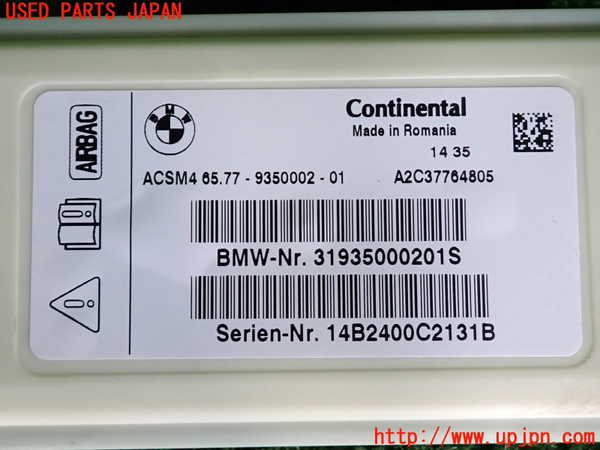 USED PARTS JAPAN
AIRBAG
BMW
Continental
Made in Romania
14 35
ACSM4 65.77 - 9350002 - 01
A2C37764805
BMW-Nr. 31935000201S
Serien-Nr. 14B2400C2131B
http://www.upjpn.com/